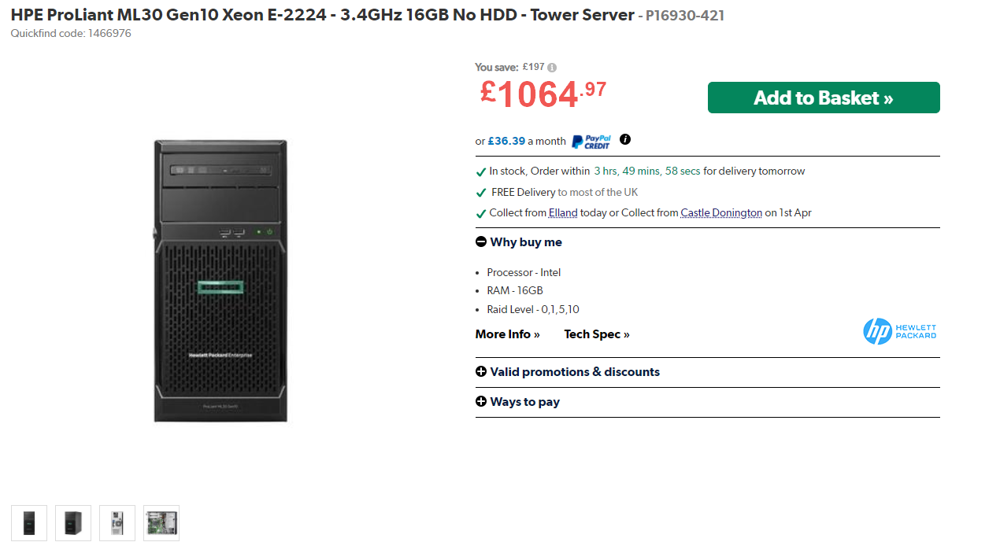 HPE ProLiant ML30 Gen10 Xeon E-2224 - 3.4GHz 16GB No HDD - Tower Server - P16930-421
Quickfind code: 1466976
You save: £197
£1064.97
Add to Basket »
or £36.39 a month PayPal CREDIT
In stock, Order within 3 hrs, 49 mins, 58 secs for delivery tomorrow
FREE Delivery to most of the UK
Collect from Elland today or Collect from Castle Donington on 1st Apr
Why buy me
Processor - Intel
RAM - 16GB
Raid Level - 0,1,5,10
More Info » Tech Spec »
hp HEWLETT PACKARD
Valid promotions & discounts
Ways to pay
Hewlett Packard Enterprise
ProLiant ML30 Gen10